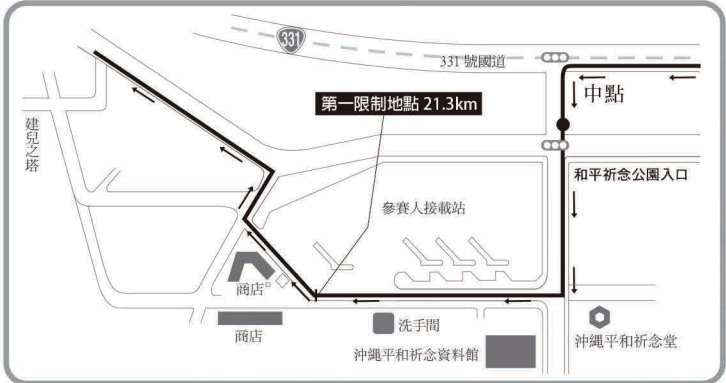 331
331 號國道
第一限制地點 21.3km
中點
建兒之塔
和平祈念公園入口
參賽人接載站
商店
商店
洗手間
沖繩平和祈念資料館
沖繩平和祈念堂